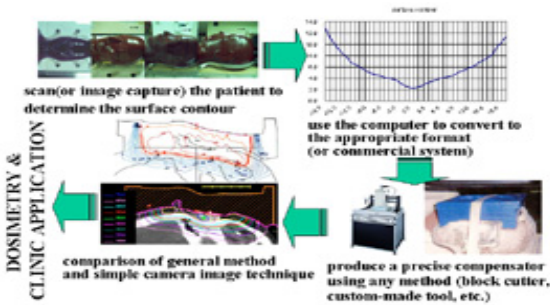 surface contour
scan(or image capture) the patient to
determine the surface contour
use the computer to convert to
the appropriate format
(or commercial system)
produce a precise compensator
using any method (block cutter,
custom-made tool, etc.)
comparison of general method
and simple camera image technique
DOSIMETRY &
CLINIC APPLICATION